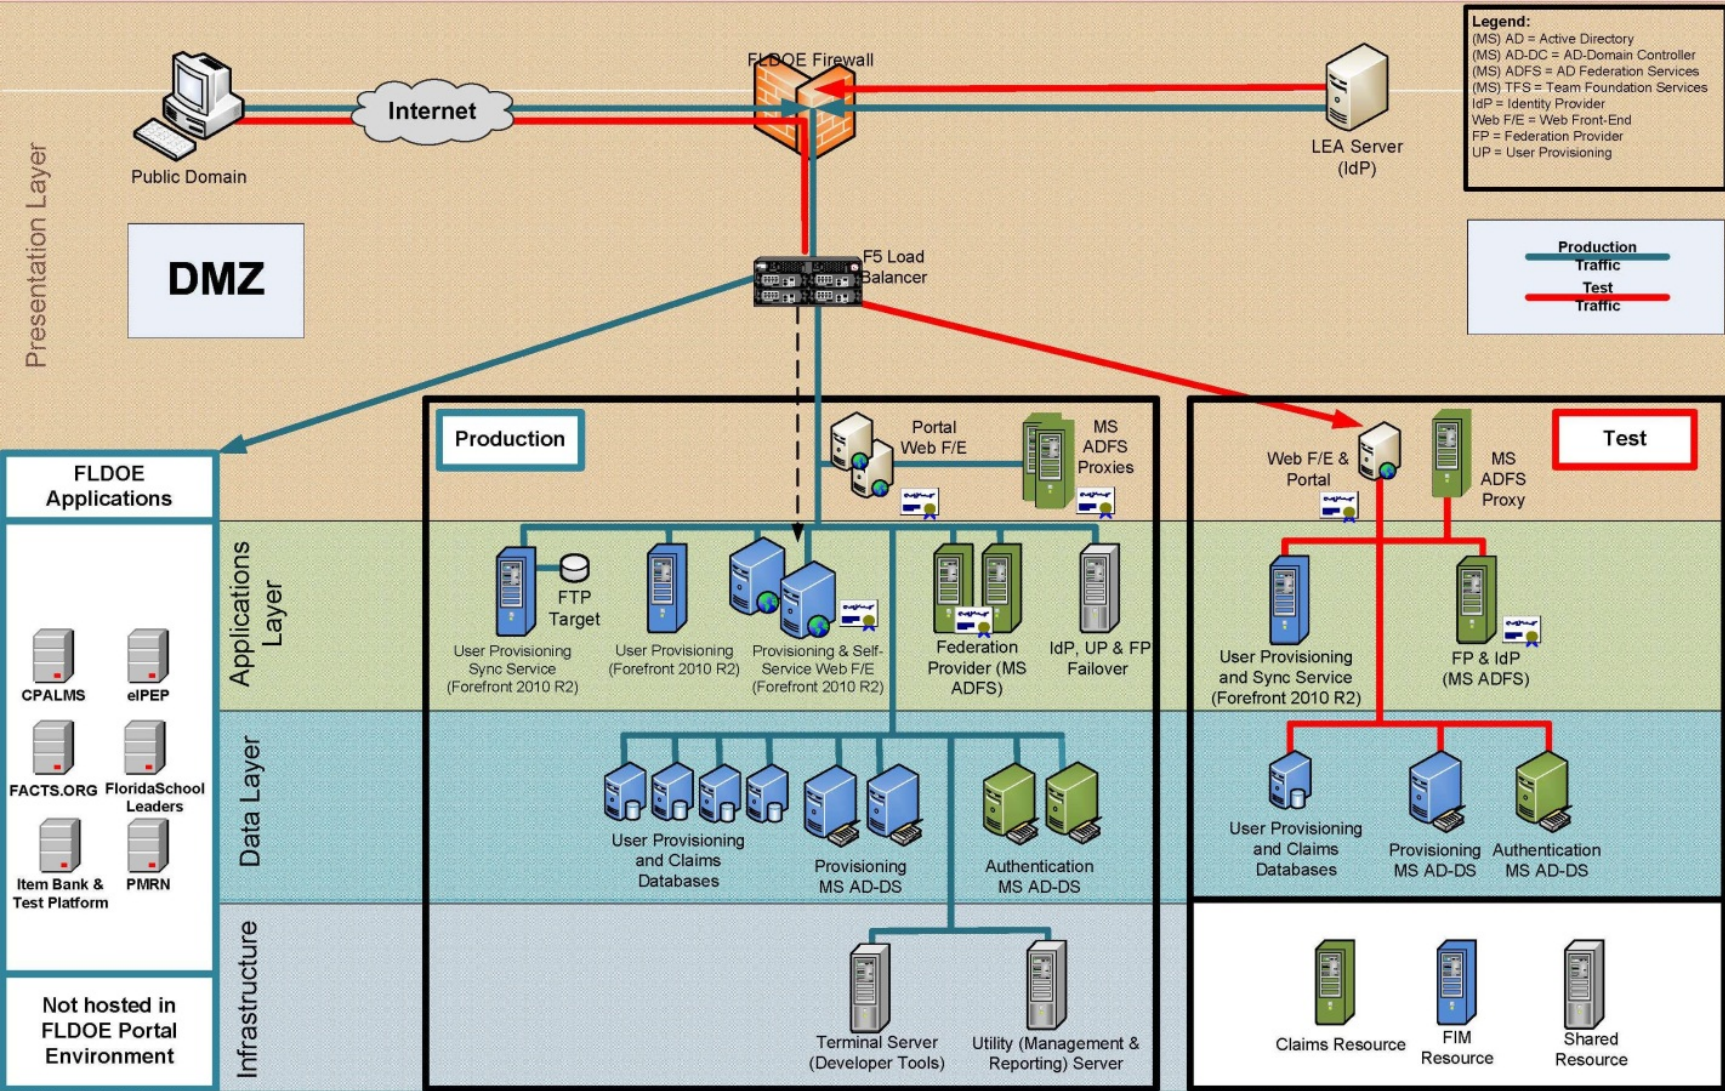 Legend:
(MS) AD = Active Directory
(MS) AD-DC = AD-Domain Controller
(MS) ADFS = AD Federation Services
(MS) TFS = Team Foundation Services
IdP = Identity Provider
Web F/E = Web Front-End
FP = Federation Provider
UP = User Provisioning
FLDOE Firewall
Internet
Public Domain
LEA Server
(IdP)
Presentation Layer
DMZ
F5 Load
Balancer
Production
Traffic
Test
Traffic
FLDOE
Applications
CPALMS
eIPEP
FACTS.ORG
FloridaSchool
Leaders
Item Bank &
Test Platform
PMRN
Not hosted in
FLDOE Portal
Environment
Production
Portal
Web F/E
MS
ADFS
Proxies
Web F/E &
Portal
MS
ADFS
Proxy
Test
Applications
Layer
FTP
Target
User Provisioning
Sync Service
(Forefront 2010 R2)
User Provisioning
(Forefront 2010 R2)
Provisioning & Self-
Service Web F/E
(Forefront 2010 R2)
Federation
Provider (MS
ADFS)
IdP, UP & FP
Failover
User Provisioning
and Sync Service
(Forefront 2010 R2)
FP & IdP
(MS ADFS)
Data Layer
User Provisioning
and Claims
Databases
Provisioning
MS AD-DS
Authentication
MS AD-DS
User Provisioning
and Claims
Databases
Provisioning
MS AD-DS
Authentication
MS AD-DS
Infrastructure
Terminal Server
(Developer Tools)
Utility (Management &
Reporting) Server
Claims Resource
FIM
Resource
Shared
Resource